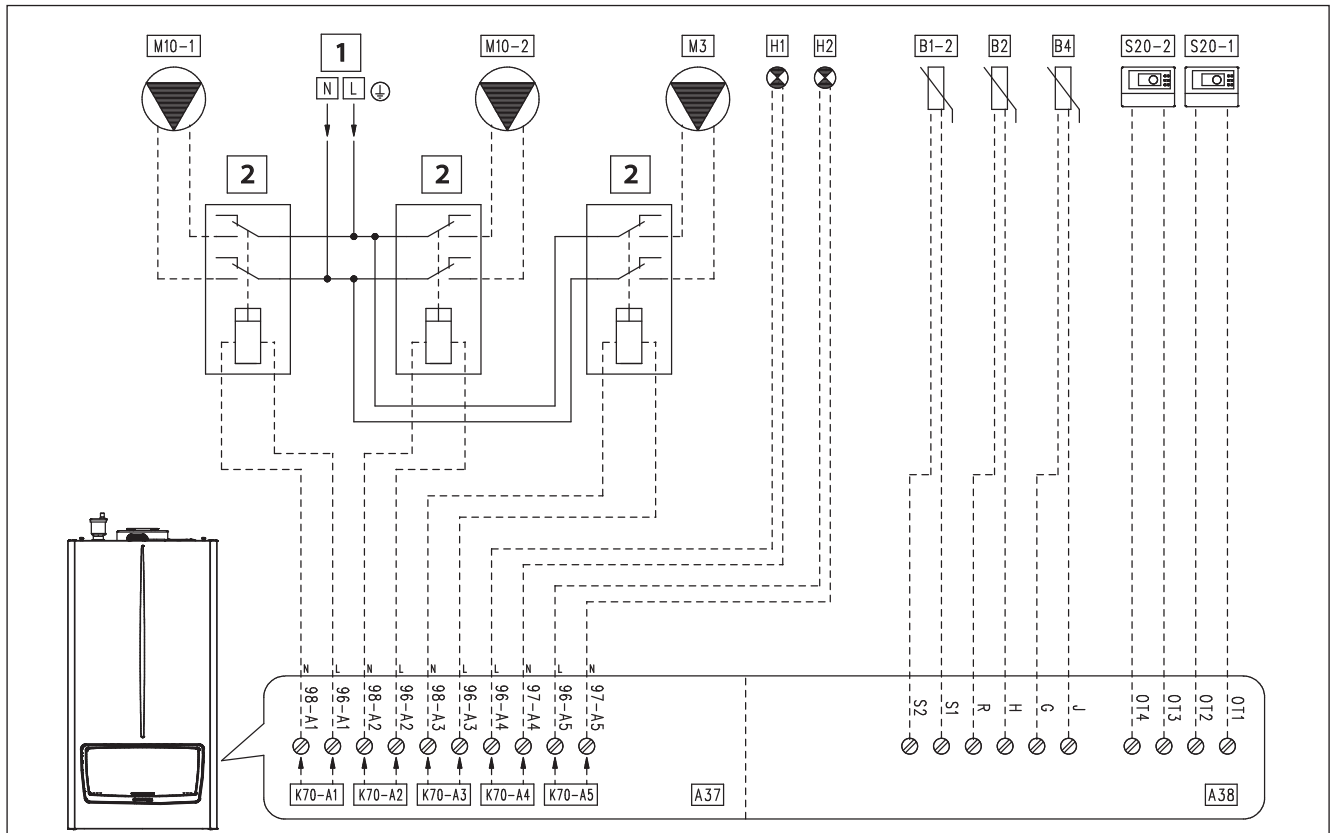 M10-1 1 M10-2 M3 H1 H2 B1-2 B2 B4 S20-2 S20-1
N L
2 2 2
N L N L N L L N L N
98-A1 96-A1 98-A2 96-A2 98-A3 96-A3 96-A4 97-A4 96-A5 97-A5 S2 S1 R H G J OT4 OT3 OT2 OT1
K70-A1 K70-A2 K70-A3 K70-A4 K70-A5 A37 A38